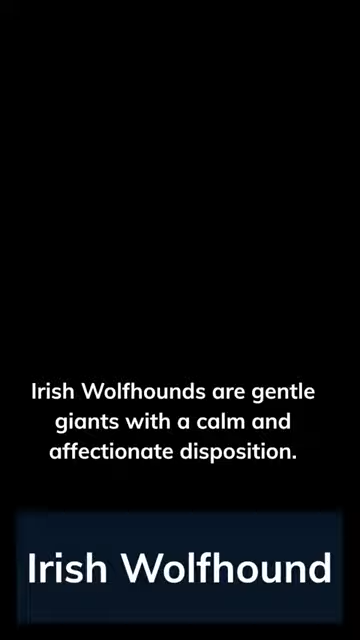 Irish Wolfhounds are gentle
giants with a calm and
affectionate disposition.
Irish Wolfhound